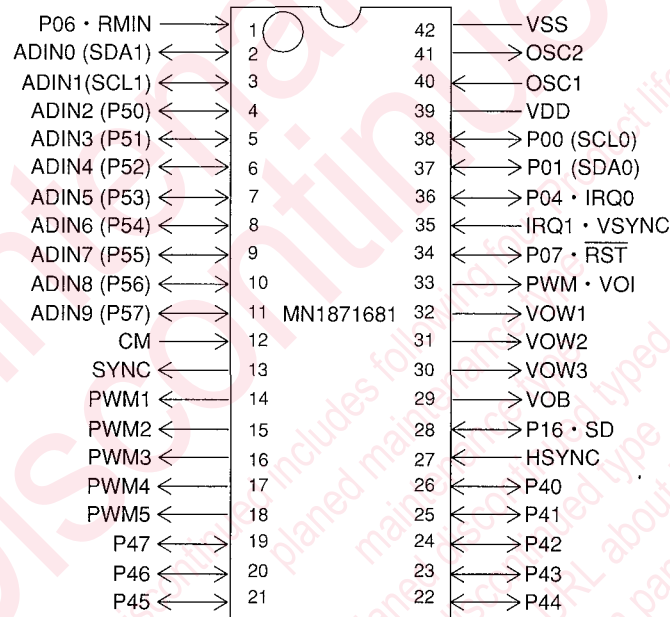 P06 · RMIN 1 42 VSS
ADIN0 (SDA1) 2 41 OSC2
ADIN1(SCL1) 3 40 OSC1
ADIN2 (P50) 4 39 VDD
ADIN3 (P51) 5 38 P00 (SCL0)
ADIN4 (P52) 6 37 P01 (SDA0)
ADIN5 (P53) 7 36 P04 · IRQ0
ADIN6 (P54) 8 35 IRQ1 · VSYNC
ADIN7 (P55) 9 34 P07 · RST
ADIN8 (P56) 10 33 PWM · VOI
ADIN9 (P57) 11 MN1871681 32 VOW1
CM 12 31 VOW2
SYNC 13 30 VOW3
PWM1 14 29 VOB
PWM2 15 28 P16 · SD
PWM3 16 27 HSYNC
PWM4 17 26 P40
PWM5 18 25 P41
P47 19 24 P42
P46 20 23 P43
P45 21 22 P44